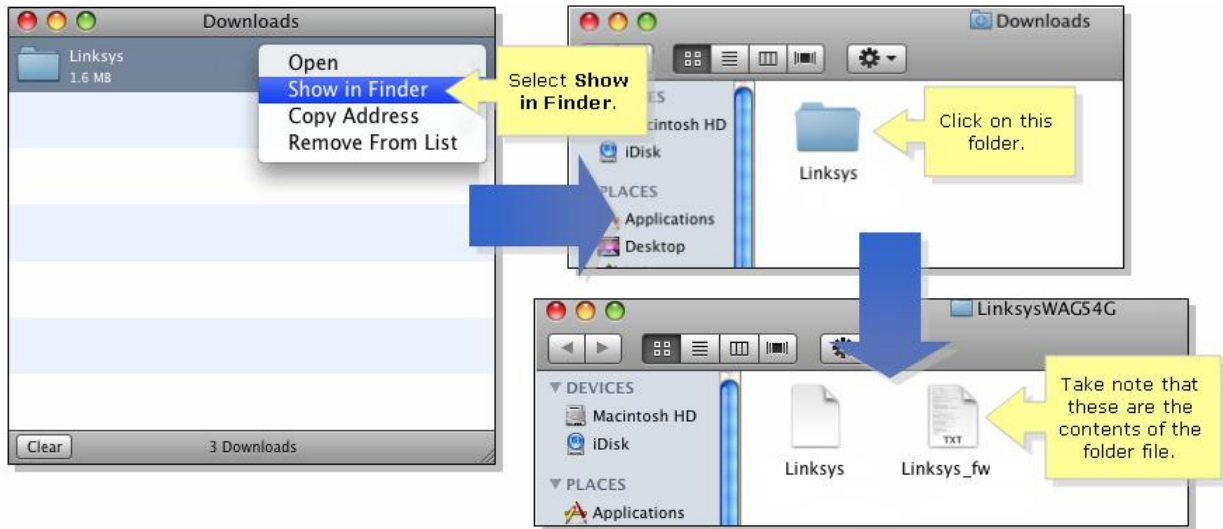 Downloads
Linksys
1.6 MB
Open
Show in Finder
Copy Address
Remove From List
Select Show
in Finder.
Clear
3 Downloads
Downloads
ES
cintosh HD
iDisk
PLACES
Applications
Desktop
Linksys
Click on this
folder.
LinksysWAG54G
DEVICES
Macintosh HD
iDisk
PLACES
Applications
Linksys
TXT
Linksys_fw
Take note that
these are the
contents of the
folder file.